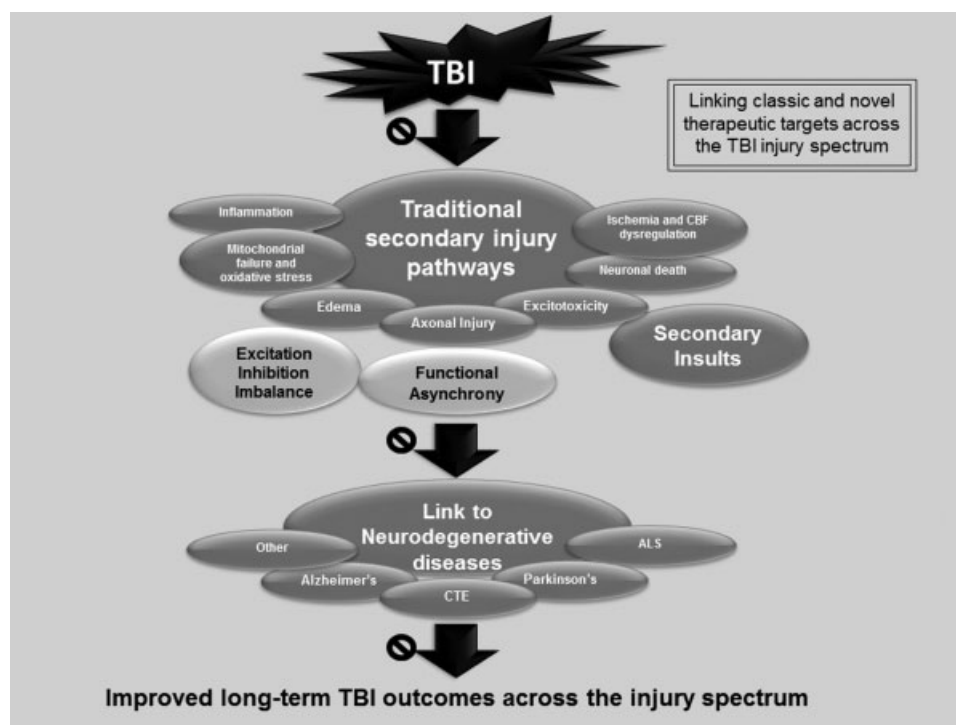 TBI
Linking classic and novel
therapeutic targets across
the TBI injury spectrum
Traditional
secondary injury
pathways
Inflammation
Mitochondrial
failure and
oxidative stress
Edema
Axonal Injury
Excitotoxicity
Neuronal death
Ischemia and CBF
dysregulation
Secondary
Insults
Excitation
Inhibition
Imbalance
Functional
Asynchrony
Link to
Neurodegenerative
diseases
Other
Alzheimer's
CTE
Parkinson's
ALS
Improved long-term TBI outcomes across the injury spectrum